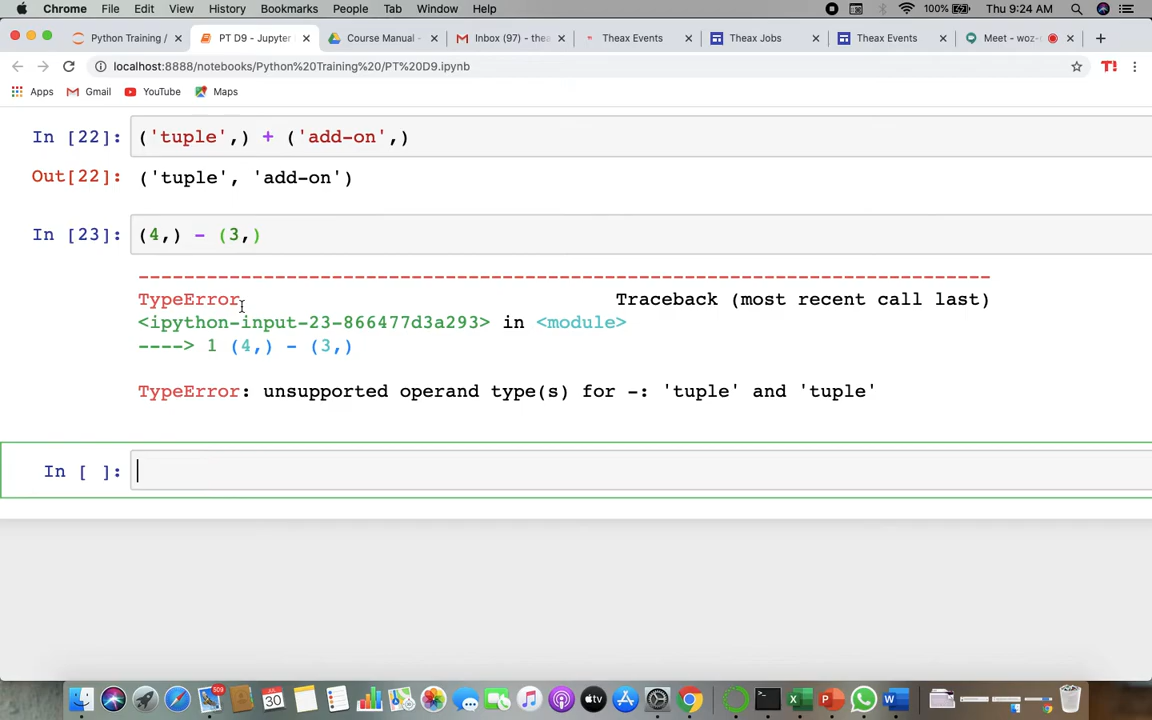 Chrome File Edit View History Bookmarks People Tab Window Help 100% Thu 9:24 AM
Python Training / PT D9 - Jupyter Course Manual - Inbox (97) - thea Theax Events Theax Jobs Theax Events Meet - woz-
localhost:8888/notebooks/Python%20Training%20/PT%20D9.ipynb T!
Apps Gmail YouTube Maps
In [22]: ('tuple',) + ('add-on',)
Out[22]: ('tuple', 'add-on')
In [23]: (4,) - (3,)
---------------------------------------------------------------------------
TypeError Traceback (most recent call last)
<ipython-input-23-866477d3a293> in <module>
----> 1 (4,) - (3,)
TypeError: unsupported operand type(s) for -: 'tuple' and 'tuple'
In [ ]:
509
30
tv